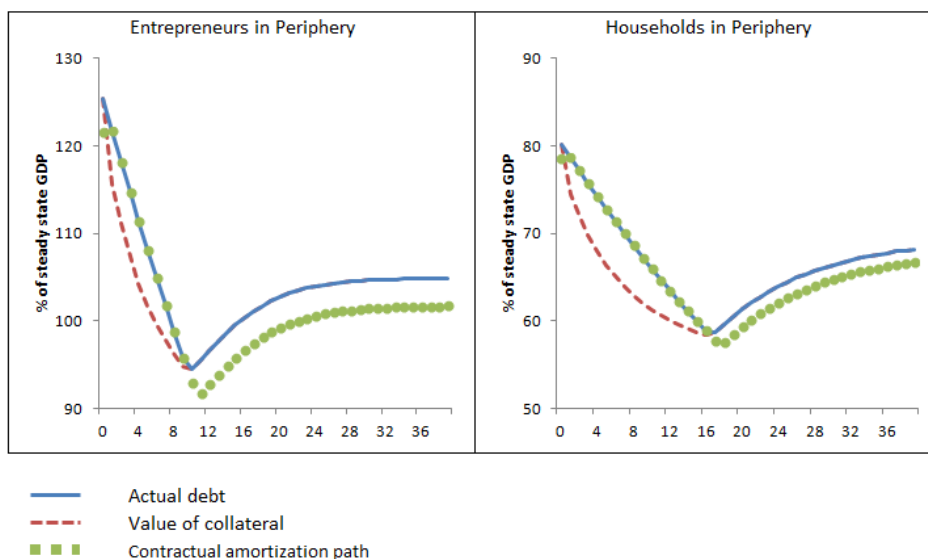 Entrepreneurs in Periphery
% of steady state GDP
130
120
110
100
90
0 4 8 12 16 20 24 28 32 36
Households in Periphery
% of steady state GDP
90
80
70
60
50
0 4 8 12 16 20 24 28 32 36
Actual debt
Value of collateral
Contractual amortization path